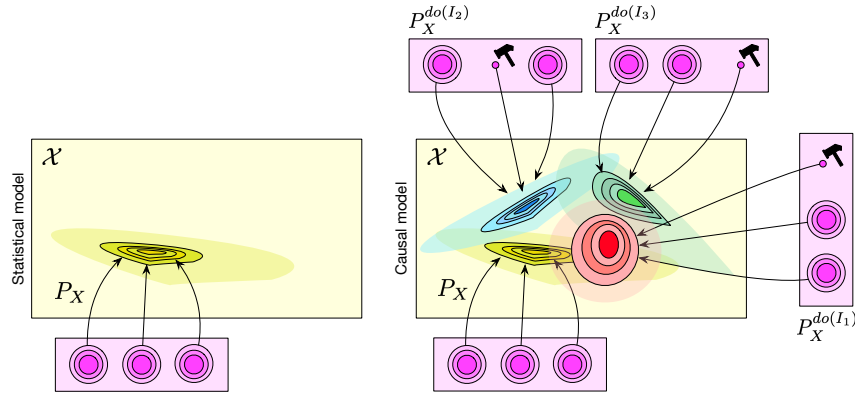 P_X^{do(I_2)}
P_X^{do(I_3)}
𝒳
Statistical model
P_X
𝒳
Causal model
P_X
P_X^{do(I_1)}